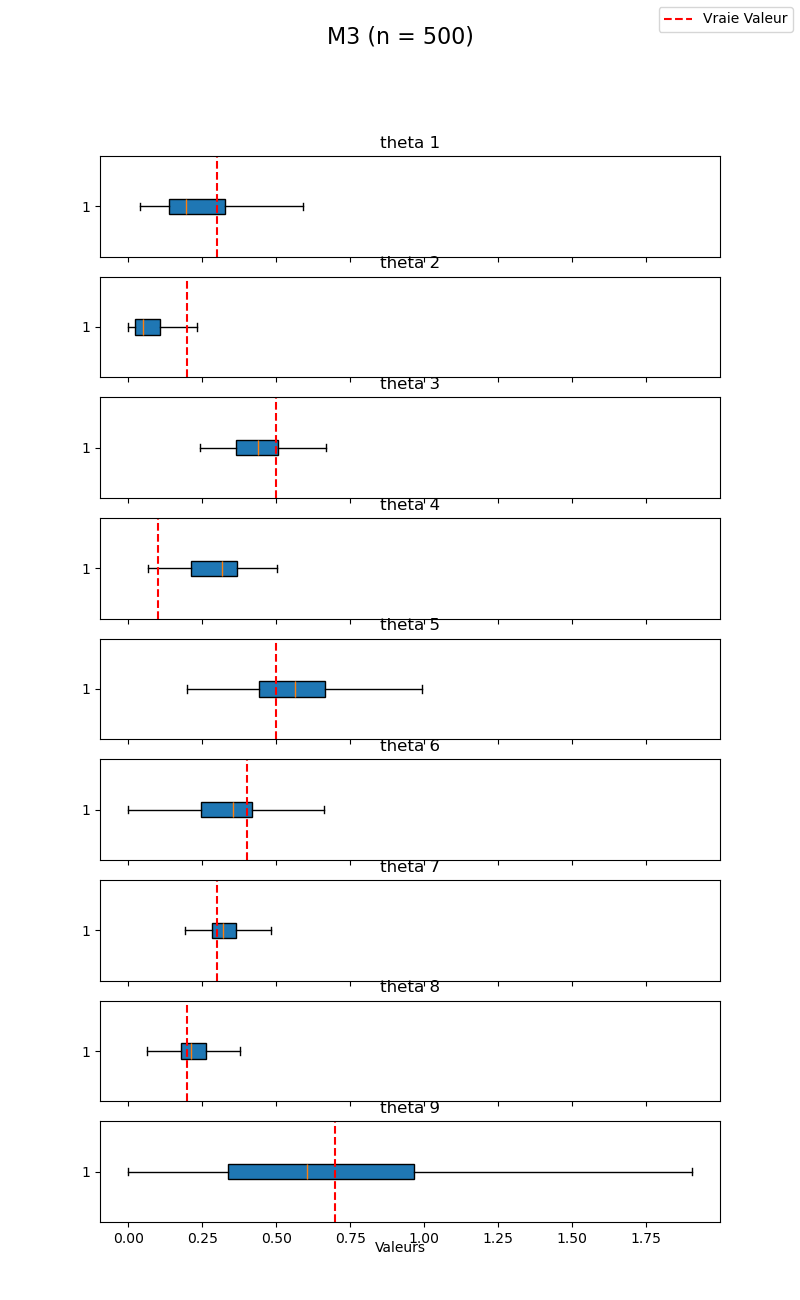 Vraie Valeur
M3 (n = 500)
theta 1
1
theta 2
1
theta 3
1
theta 4
1
theta 5
1
theta 6
1
theta 7
1
theta 8
1
theta 9
1
0.00 0.25 0.50 0.75 1.00 1.25 1.50 1.75
Valeurs